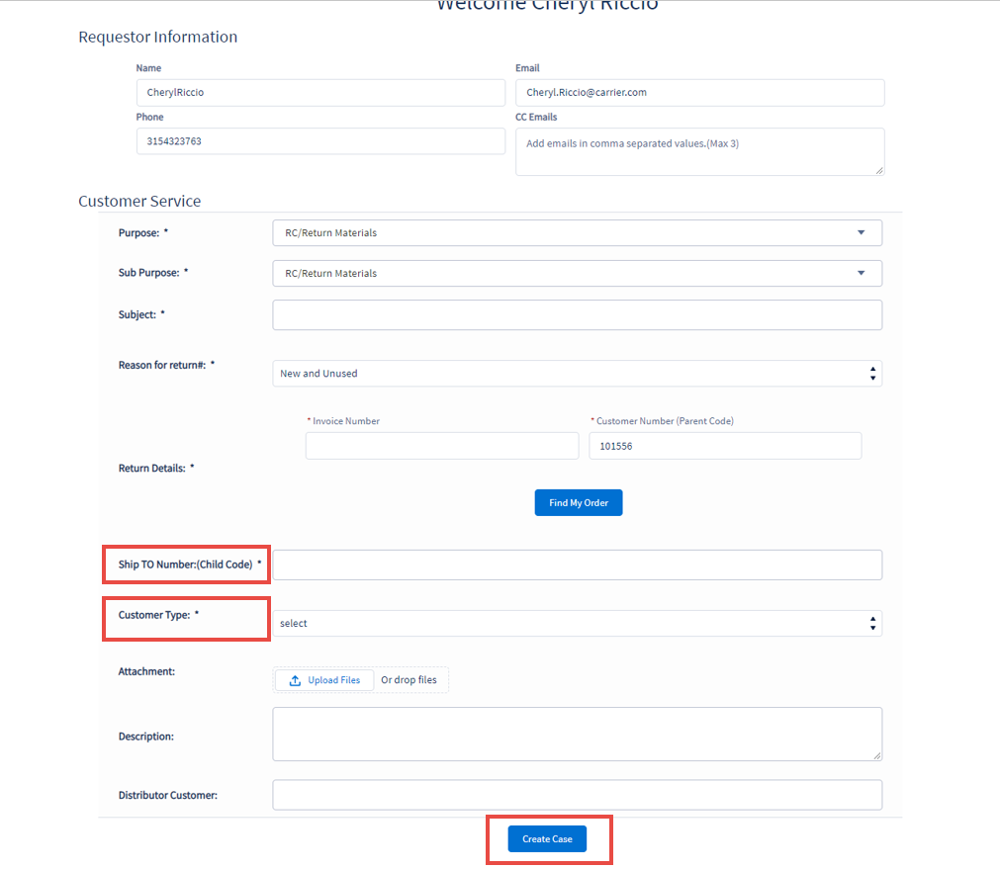 Welcome Cheryl Riccio
Requestor Information
Name
Email
CherylRiccio
Cheryl.Riccio@carrier.com
Phone
CC Emails
3154323763
Add emails in comma separated values.(Max 3)
Customer Service
Purpose: *
RC/Return Materials
Sub Purpose: *
RC/Return Materials
Subject: *
Reason for return#: *
New and Unused
* Invoice Number
* Customer Number (Parent Code)
101556
Return Details: *
Find My Order
Ship TO Number:(Child Code) *
Customer Type: *
select
Attachment:
Upload Files
Or drop files
Description:
Distributor Customer:
Create Case